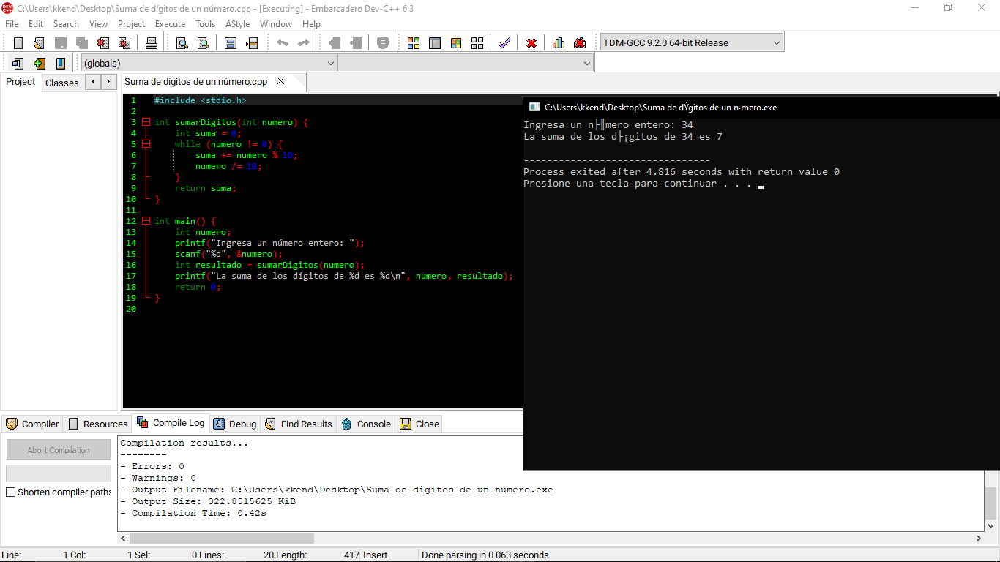 C:\Users\kkend\Desktop\Suma de dígitos de un número.cpp - [Executing] - Embarcadero Dev-C++ 6.3
File Edit Search View Project Execute Tools AStyle Window Help
TDM-GCC 9.2.0 64-bit Release
(globals)
Project Classes
Suma de dígitos de un número.cpp
1 #include <stdio.h>
2
3 int sumarDigitos(int numero) {
4 int suma = 0;
5 while (numero != 0) {
6 suma += numero % 10;
7 numero /= 10;
8 }
9 return suma;
10 }
11
12 int main() {
13 int numero;
14 printf("Ingresa un número entero: ");
15 scanf("%d", &numero);
16 int resultado = sumarDigitos(numero);
17 printf("La suma de los dígitos de %d es %d\n", numero, resultado);
18 return 0;
19 }
20
C:\Users\kkend\Desktop\Suma de dÝgitos de un n·mero.exe
Ingresa un n├║mero entero: 34
La suma de los d├¡gitos de 34 es 7
--------------------------------
Process exited after 4.816 seconds with return value 0
Presione una tecla para continuar . . .
Compiler Resources Compile Log Debug Find Results Console Close
Abort Compilation
Shorten compiler paths
Compilation results...
--------
- Errors: 0
- Warnings: 0
- Output Filename: C:\Users\kkend\Desktop\Suma de dígitos de un número.exe
- Output Size: 322.8515625 KiB
- Compilation Time: 0.42s
Line: 1 Col: 1 Sel: 0 Lines: 20 Length: 417 Insert Done parsing in 0.063 seconds